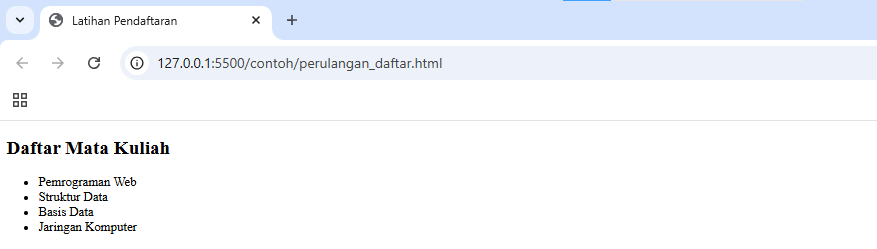 Latihan Pendaftaran
127.0.0.1:5500/contoh/perulangan_daftar.html
Daftar Mata Kuliah
Pemrograman Web
Struktur Data
Basis Data
Jaringan Komputer